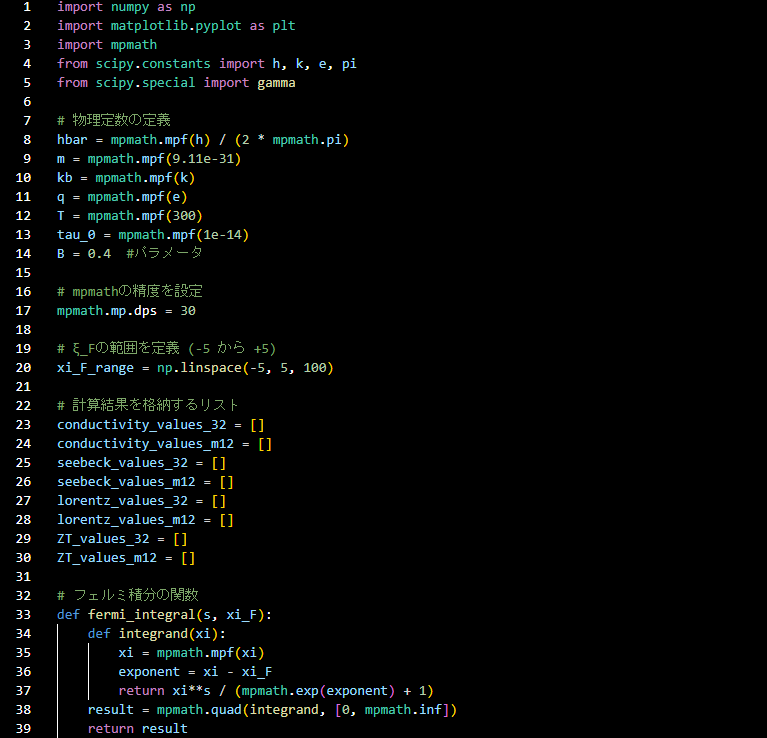 1 import numpy as np
2 import matplotlib.pyplot as plt
3 import mpmath
4 from scipy.constants import h, k, e, pi
5 from scipy.special import gamma
6
7 # 物理定数の定義
8 hbar = mpmath.mpf(h) / (2 * mpmath.pi)
9 m = mpmath.mpf(9.11e-31)
10 kb = mpmath.mpf(k)
11 q = mpmath.mpf(e)
12 T = mpmath.mpf(300)
13 tau_0 = mpmath.mpf(1e-14)
14 B = 0.4  #パラメータ
15
16 # mpmathの精度を設定
17 mpmath.mp.dps = 30
18
19 # ξ_Fの範囲を定義 (-5 から +5)
20 xi_F_range = np.linspace(-5, 5, 100)
21
22 # 計算結果を格納するリスト
23 conductivity_values_32 = []
24 conductivity_values_m12 = []
25 seebeck_values_32 = []
26 seebeck_values_m12 = []
27 lorentz_values_32 = []
28 lorentz_values_m12 = []
29 ZT_values_32 = []
30 ZT_values_m12 = []
31
32 # フェルミ積分の関数
33 def fermi_integral(s, xi_F):
34     def integrand(xi):
35         xi = mpmath.mpf(xi)
36         exponent = xi - xi_F
37         return xi**s / (mpmath.exp(exponent) + 1)
38     result = mpmath.quad(integrand, [0, mpmath.inf])
39     return result